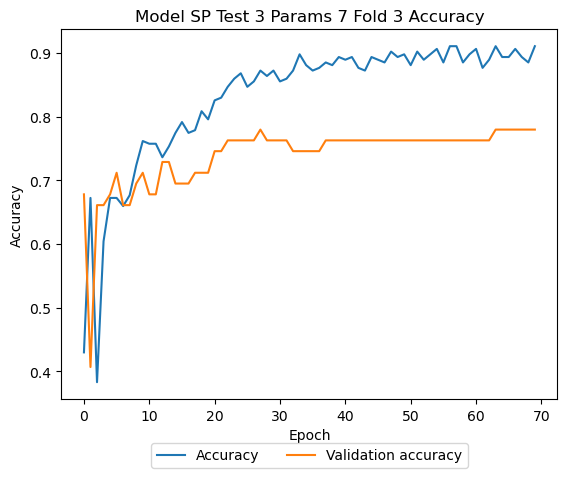 Model SP Test 3 Params 7 Fold 3 Accuracy
0.9
0.8
0.7
0.6
0.5
0.4
Accuracy
0 10 20 30 40 50 60 70
Epoch
Accuracy Validation accuracy